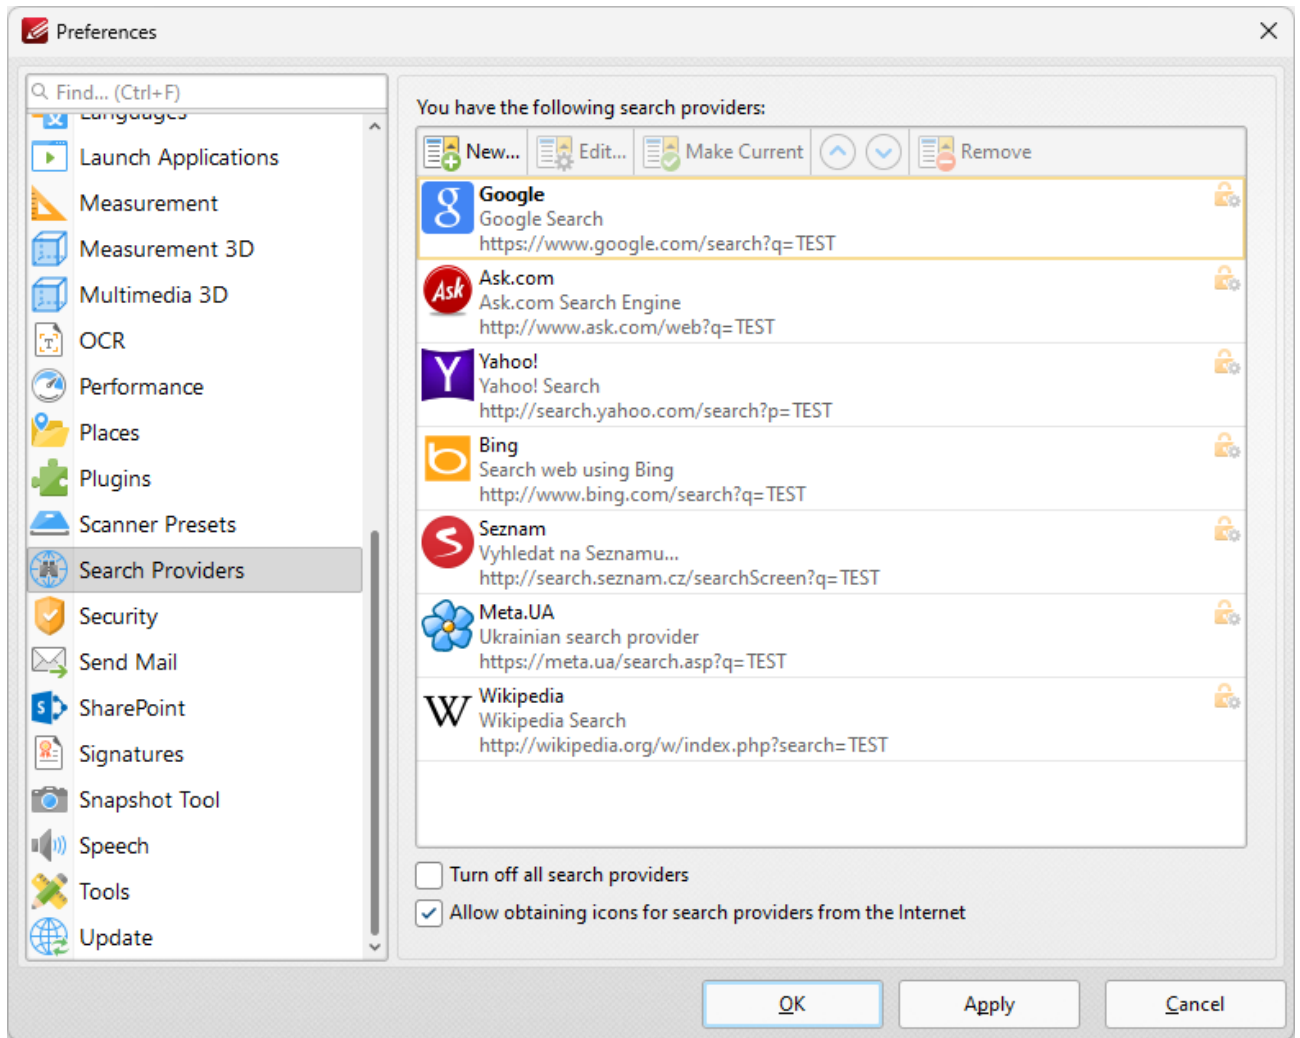 Preferences
Find... (Ctrl+F)
Languages
Launch Applications
Measurement
Measurement 3D
Multimedia 3D
OCR
Performance
Places
Plugins
Scanner Presets
Search Providers
Security
Send Mail
SharePoint
Signatures
Snapshot Tool
Speech
Tools
Update
You have the following search providers:
New... Edit... Make Current Remove
Google
Google Search
https://www.google.com/search?q=TEST
Ask
Ask.com
Ask.com Search Engine
http://www.ask.com/web?q=TEST
Yahoo!
Yahoo! Search
http://search.yahoo.com/search?p=TEST
Bing
Search web using Bing
http://www.bing.com/search?q=TEST
Seznam
Vyhledat na Seznamu...
http://search.seznam.cz/searchScreen?q=TEST
Meta.UA
Ukrainian search provider
https://meta.ua/search.asp?q=TEST
Wikipedia
Wikipedia Search
http://wikipedia.org/w/index.php?search=TEST
Turn off all search providers
Allow obtaining icons for search providers from the Internet
OK Apply Cancel